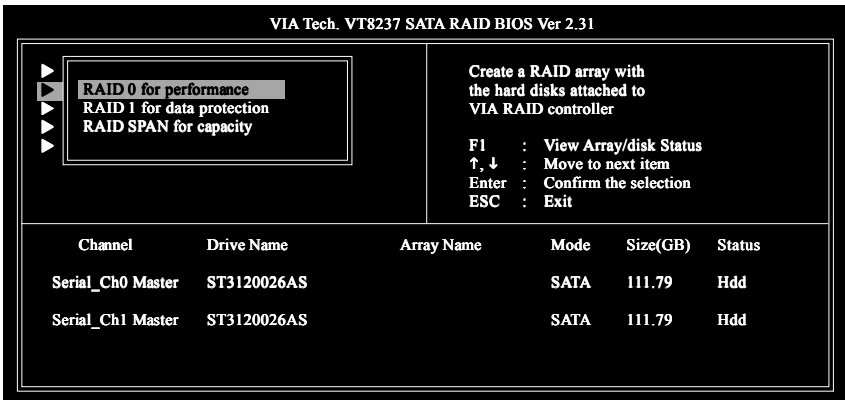 VIA Tech. VT8237 SATA RAID BIOS Ver 2.31
RAID 0 for performance
RAID 1 for data protection
RAID SPAN for capacity
Create a RAID array with
the hard disks attached to
VIA RAID controller
F1 : View Array/disk Status
↑, ↓ : Move to next item
Enter : Confirm the selection
ESC : Exit
Channel Drive Name Array Name Mode Size(GB) Status
Serial_Ch0 Master ST3120026AS SATA 111.79 Hdd
Serial_Ch1 Master ST3120026AS SATA 111.79 Hdd